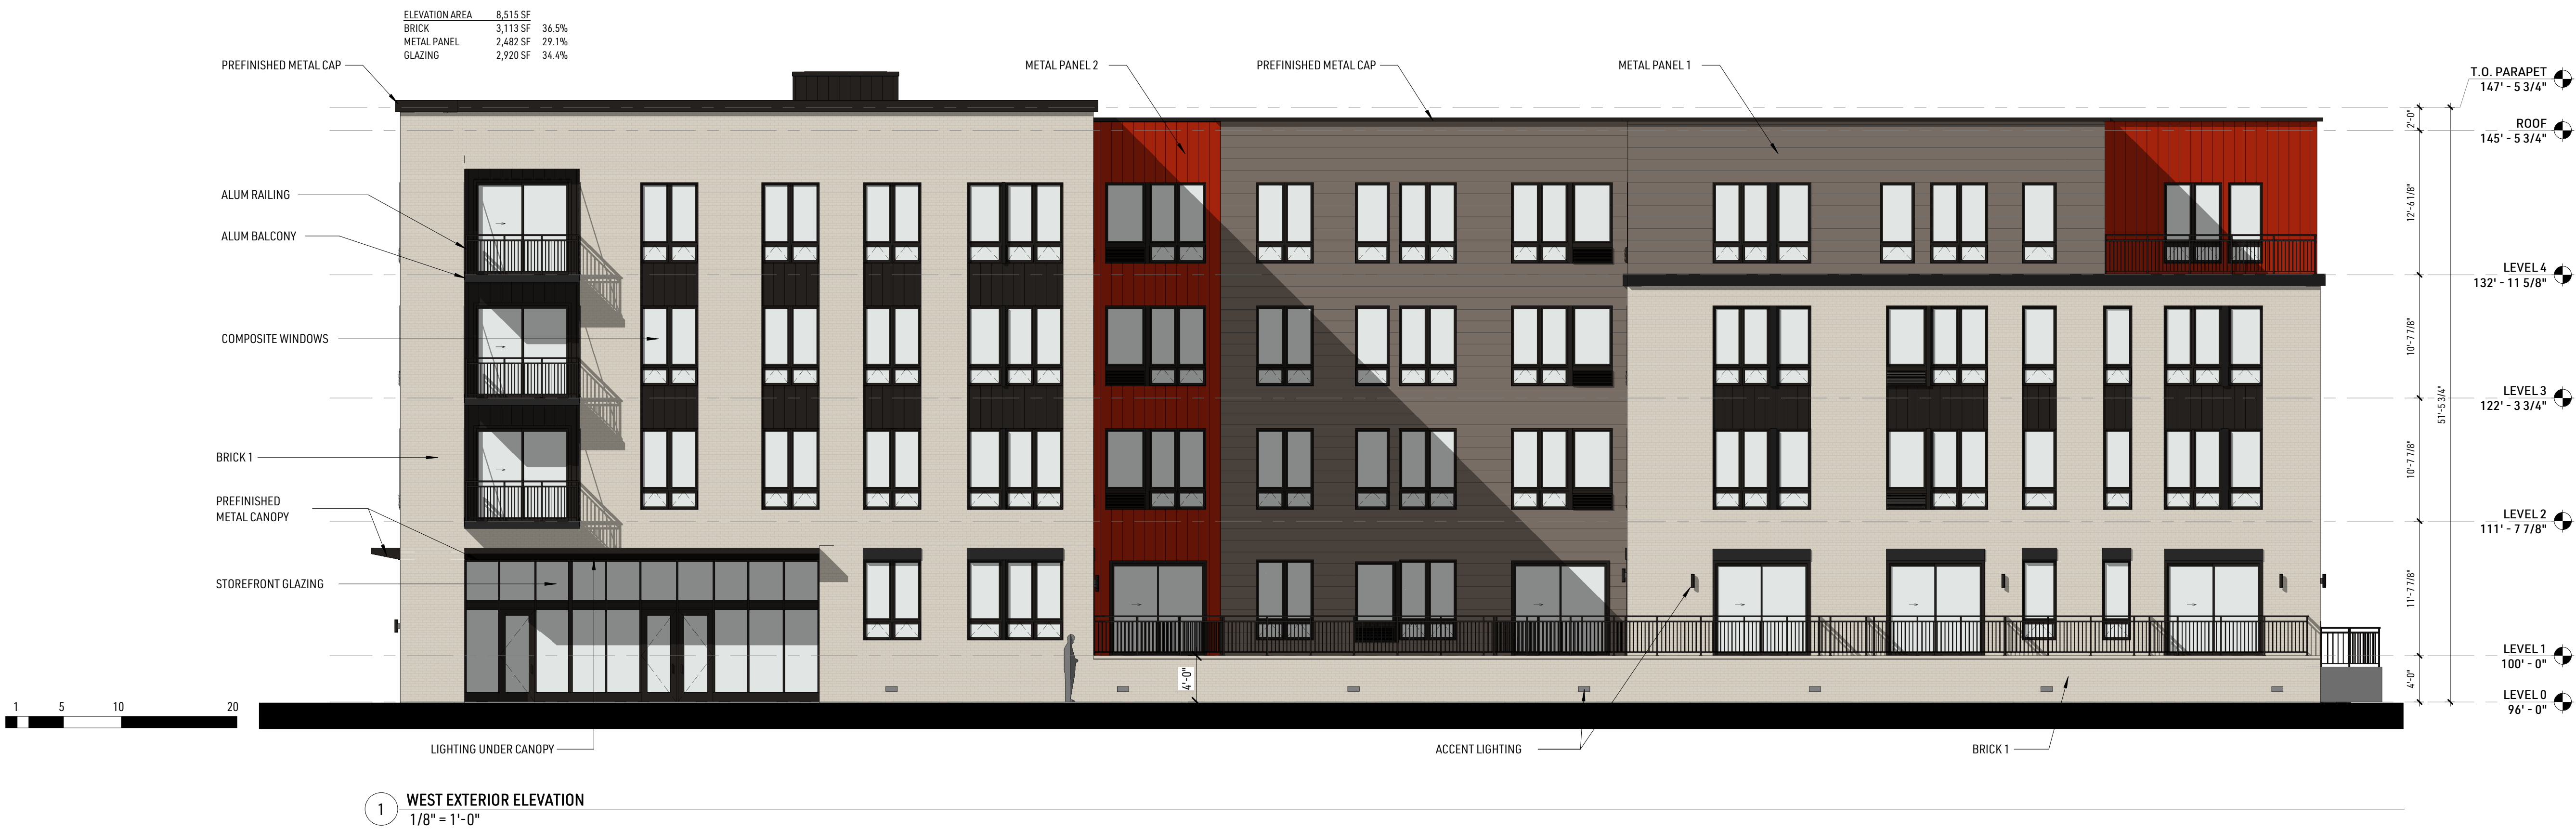 ELEVATION AREA 8,515 SF
BRICK 3,113 SF 36.5%
METAL PANEL 2,482 SF 29.1%
GLAZING 2,920 SF 34.4%
PREFINISHED METAL CAP
METAL PANEL 2
PREFINISHED METAL CAP
METAL PANEL 1
T.O. PARAPET
147' - 5 3/4"
2'-0"
ROOF
145' - 5 3/4"
ALUM RAILING
12'-6 1/8"
ALUM BALCONY
LEVEL 4
132' - 11 5/8"
COMPOSITE WINDOWS
10'-7 7/8"
LEVEL 3
122' - 3 3/4"
51'-5 3/4"
BRICK 1
10'-7 7/8"
PREFINISHED
METAL CANOPY
LEVEL 2
111' - 7 7/8"
STOREFRONT GLAZING
11'-7 7/8"
LEVEL 1
100' - 0"
4'-0"
4'-0"
LEVEL 0
96' - 0"
1 5 10 20
LIGHTING UNDER CANOPY
ACCENT LIGHTING
BRICK 1
1 WEST EXTERIOR ELEVATION
1/8" = 1'-0"